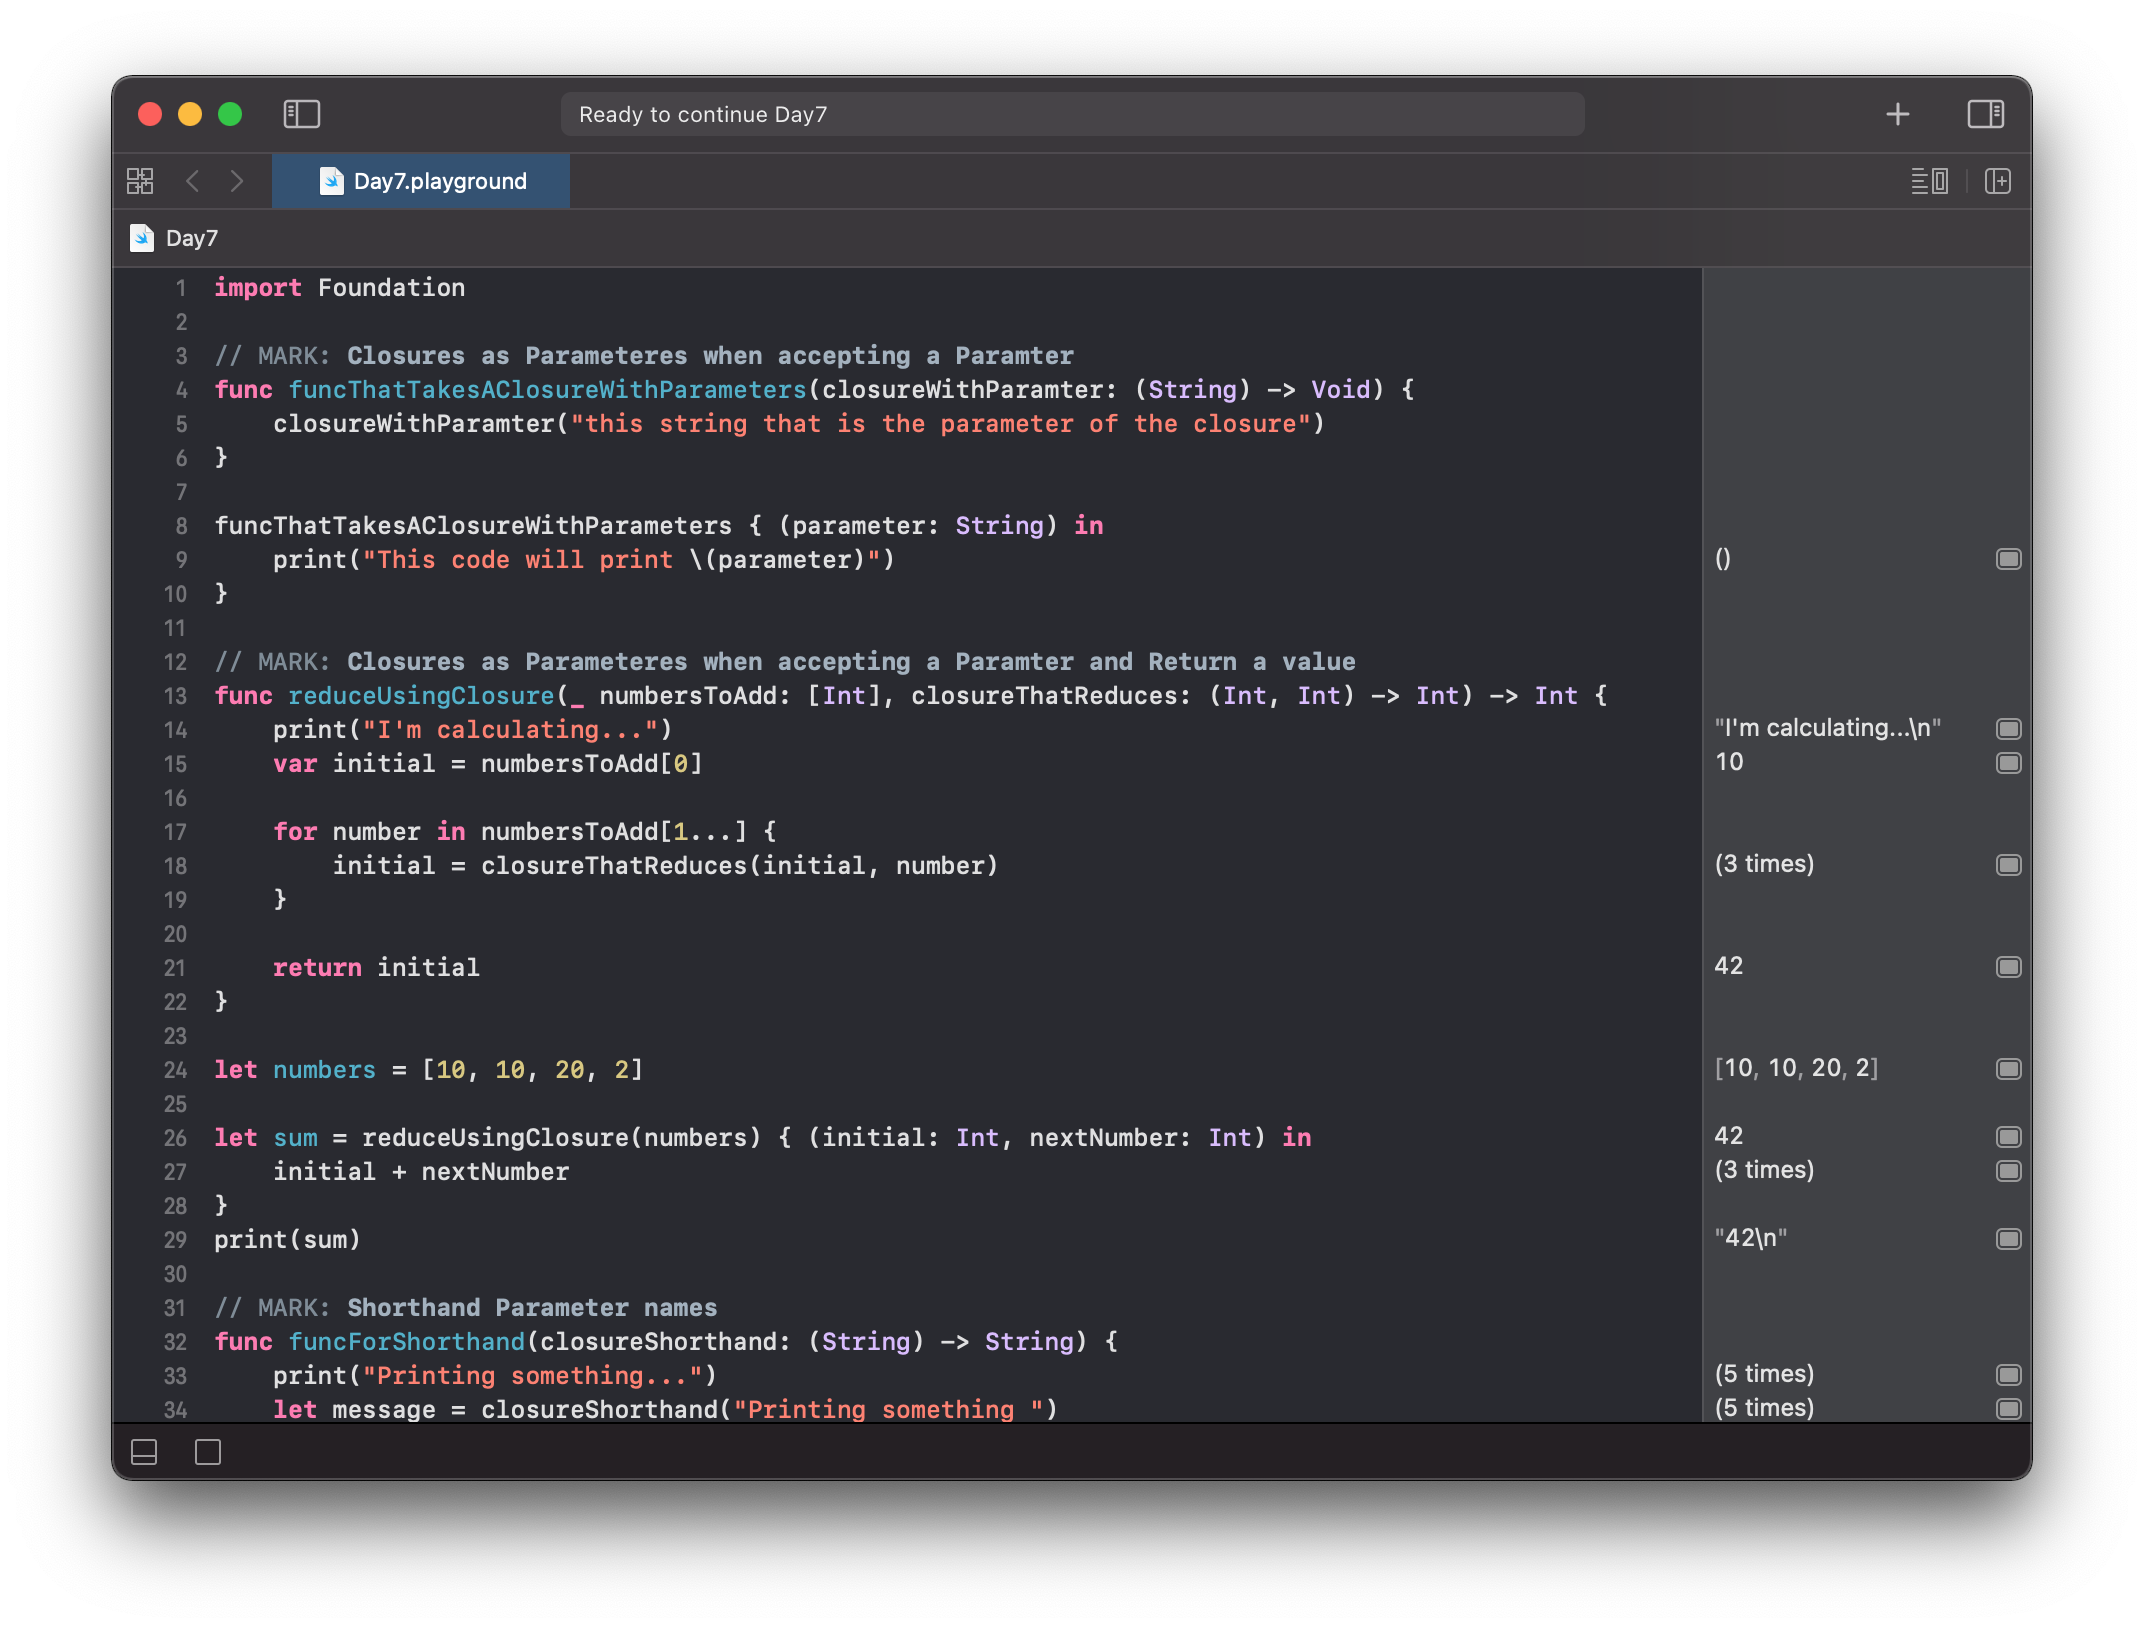 Ready to continue Day7
Day7.playground
Day7
1 import Foundation
2
3 // MARK: Closures as Parameteres when accepting a Paramter
4 func funcThatTakesAClosureWithParameters(closureWithParamter: (String) -> Void) {
5     closureWithParamter("this string that is the parameter of the closure")
6 }
7
8 funcThatTakesAClosureWithParameters { (parameter: String) in
9     print("This code will print \(parameter)") ()
10 }
11
12 // MARK: Closures as Parameteres when accepting a Paramter and Return a value
13 func reduceUsingClosure(_ numbersToAdd: [Int], closureThatReduces: (Int, Int) -> Int) -> Int {
14     print("I'm calculating...") "I'm calculating...\n"
15     var initial = numbersToAdd[0] 10
16
17     for number in numbersToAdd[1...] {
18         initial = closureThatReduces(initial, number) (3 times)
19     }
20
21     return initial 42
22 }
23
24 let numbers = [10, 10, 20, 2] [10, 10, 20, 2]
25
26 let sum = reduceUsingClosure(numbers) { (initial: Int, nextNumber: Int) in 42
27     initial + nextNumber (3 times)
28 }
29 print(sum) "42\n"
30
31 // MARK: Shorthand Parameter names
32 func funcForShorthand(closureShorthand: (String) -> String) {
33     print("Printing something...") (5 times)
34     let message = closureShorthand("Printing something ") (5 times)